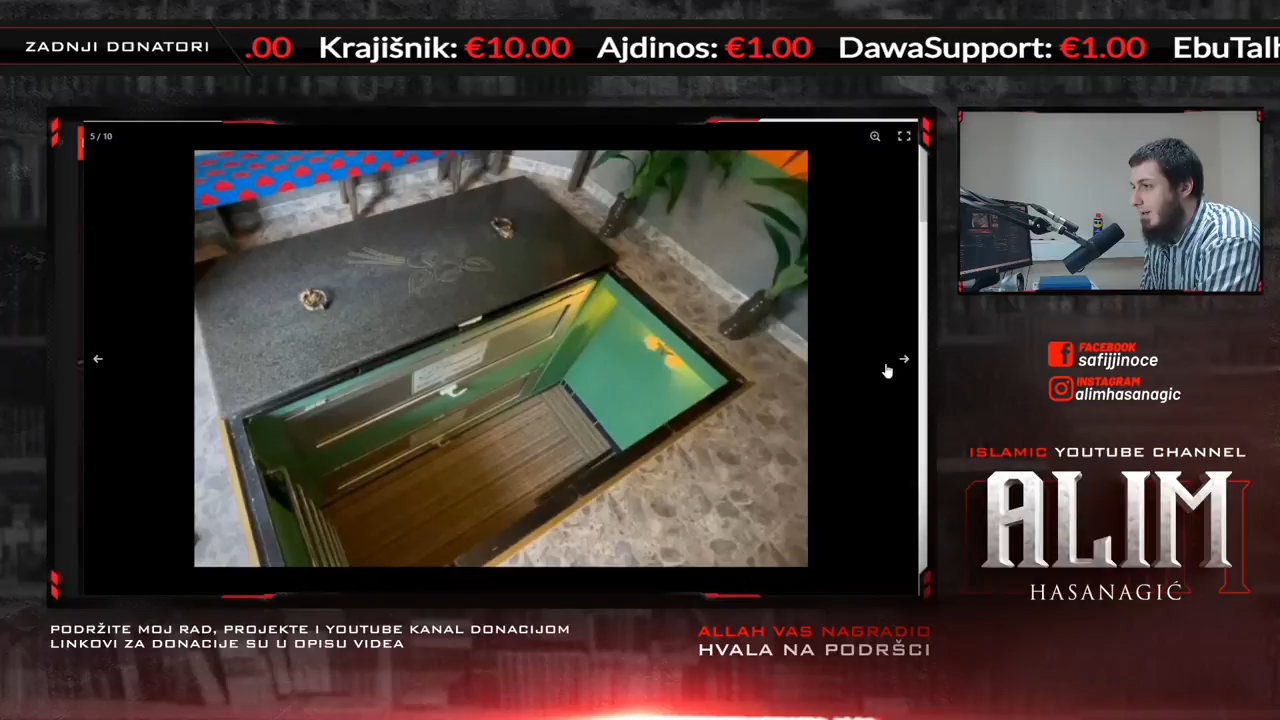 ZADNJI DONATORI
.00 Krajišnik: €10.00 Ajdinos: €1.00 DawaSupport: €1.00
5 / 10
FACEBOOK
safijjinoce
INSTAGRAM
alimhasanagic
ISLAMIC YOUTUBE CHANNEL
ALIM
HASANAGIĆ
PODRŽITE MOJ RAD, PROJEKTE I YOUTUBE KANAL DONACIJOM
LINKOVI ZA DONACIJE SU U OPISU VIDEA
ALLAH VAS NAGRADIO
HVALA NA PODRŠCI